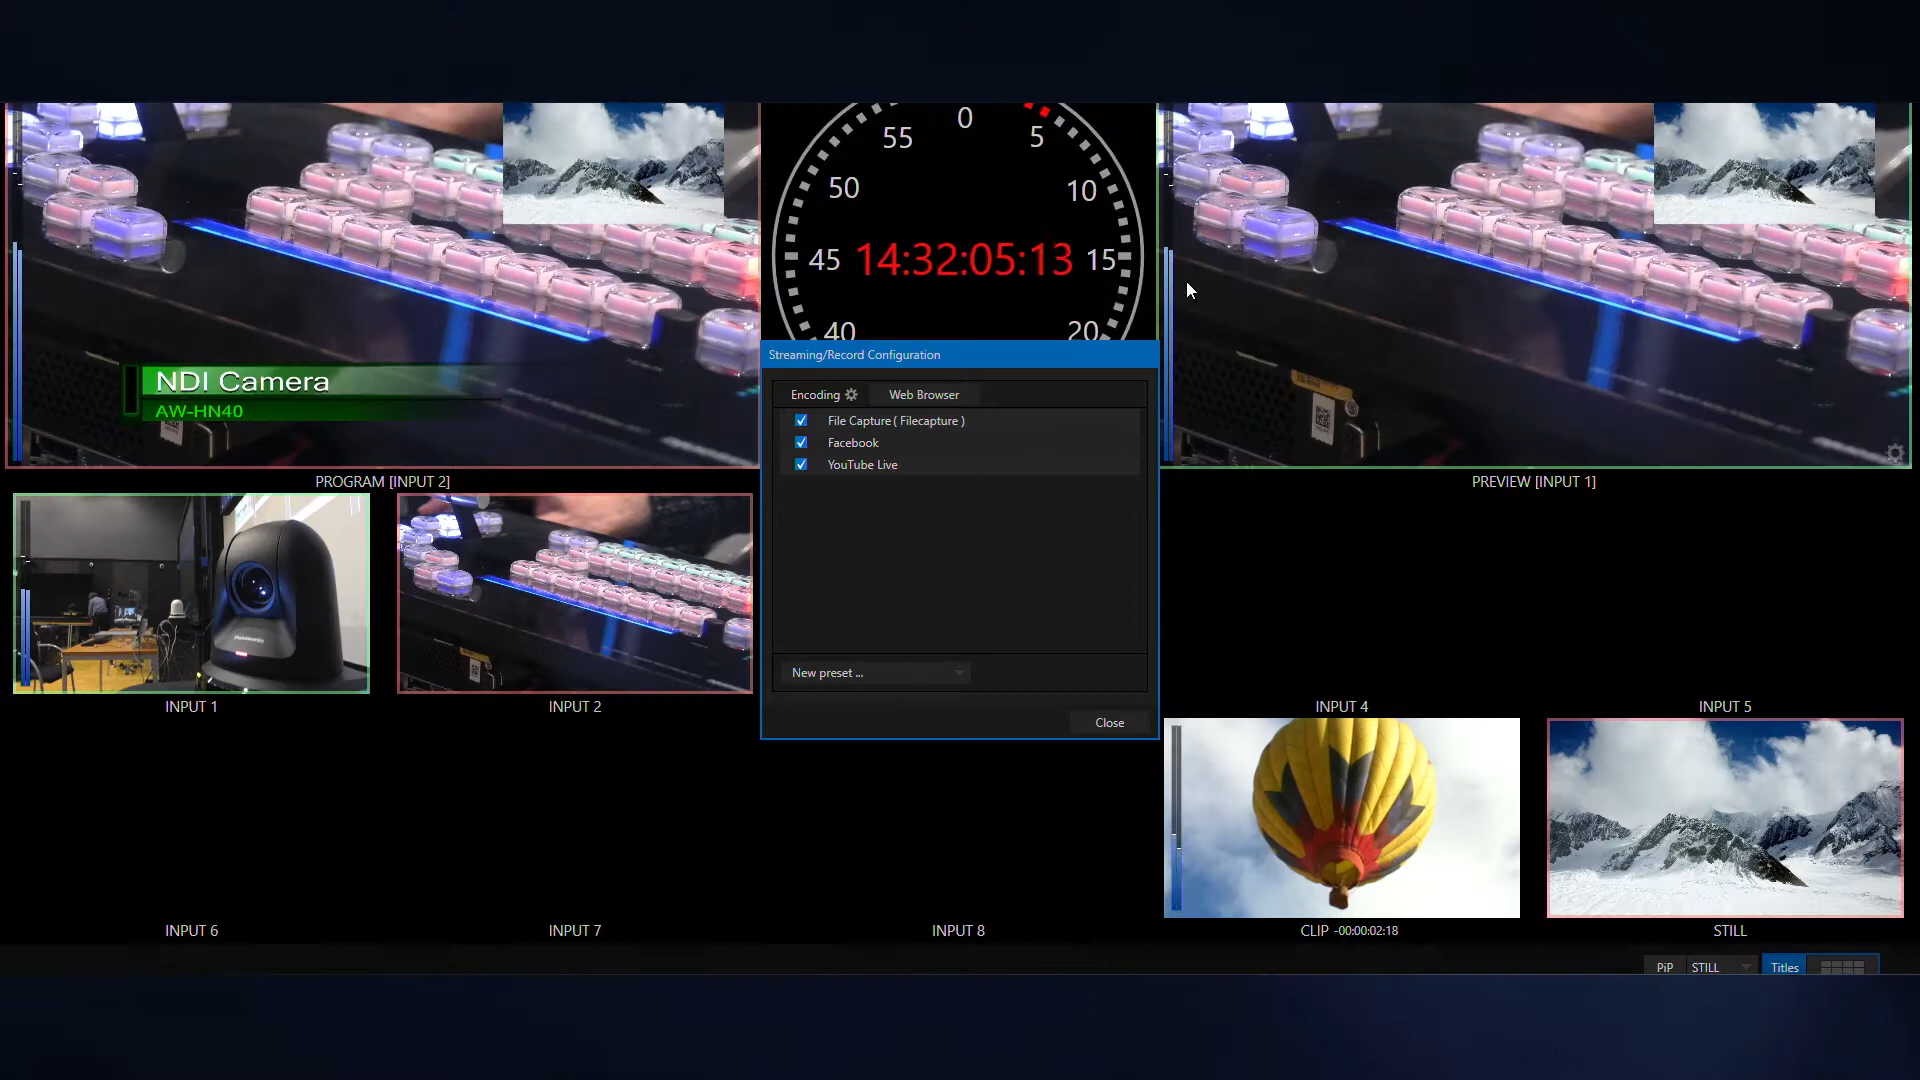 0
55
5
50
10
45
14:32:05:13
15
40
20
NDI Camera
AW-HN40
Streaming/Record Configuration
Encoding
Web Browser
File Capture ( Filecapture )
Facebook
YouTube Live
New preset ...
Close
PROGRAM [INPUT 2]
PREVIEW [INPUT 1]
Panasonic
INPUT 1
INPUT 2
INPUT 4
INPUT 5
INPUT 6
INPUT 7
INPUT 8
CLIP -00:00:02:18
STILL
PiP
STILL
Titles